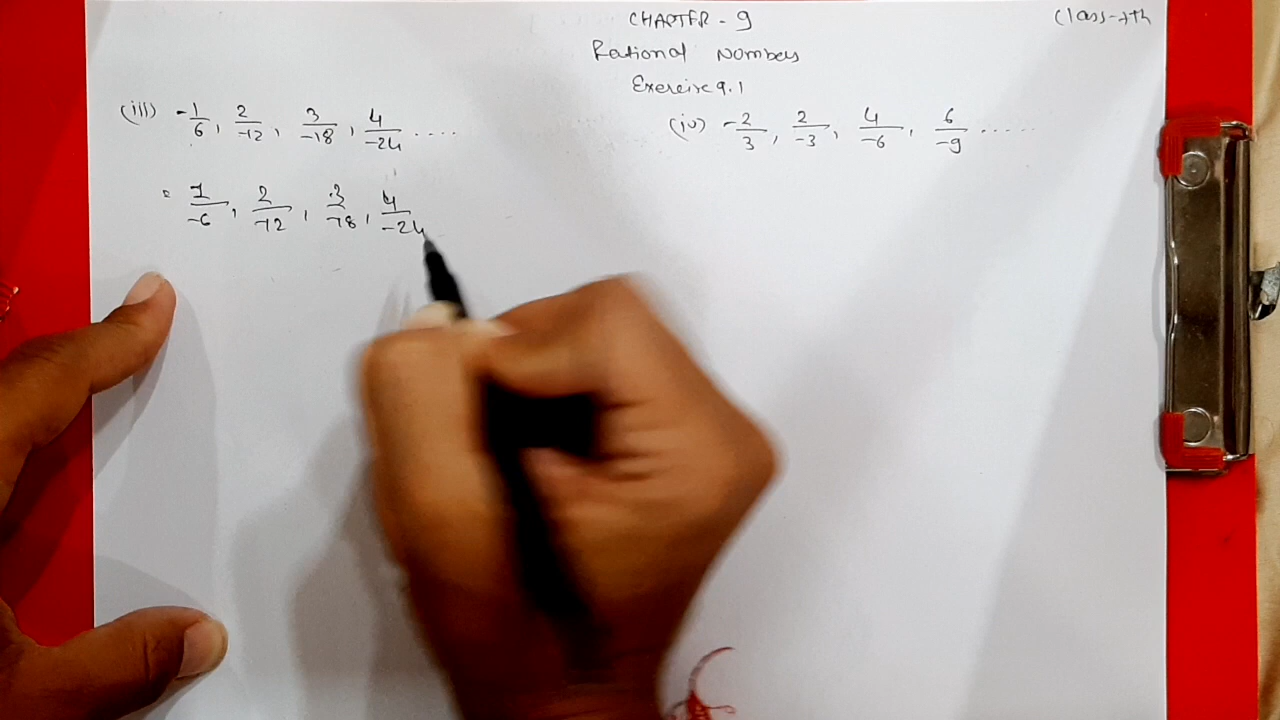 CHAPTER - 9
Class-7th
Rational Numbers
Exercise 9.1
(iii) -1/6, 2/-12, 3/-18, 4/-24 ....
(iv) -2/3, 2/-3, 4/-6, 6/-9 .....
= 1/-6, 2/-12, 3/-18, 4/-24